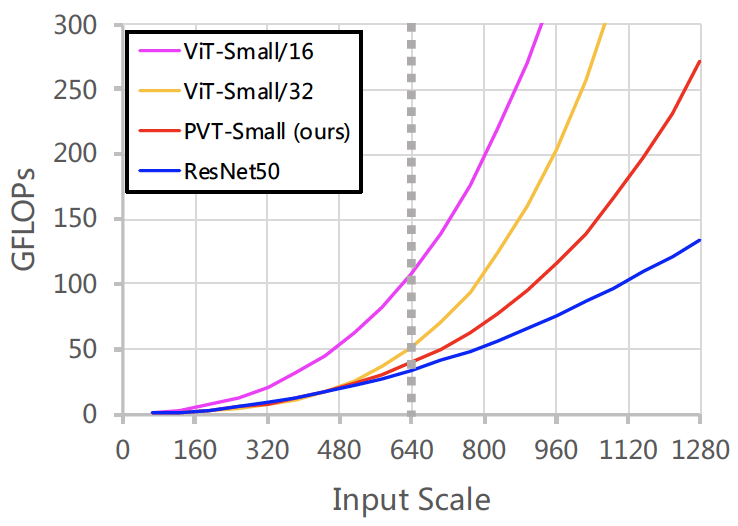 300
250
200
150
100
50
0
GFLOPs
ViT-Small/16
ViT-Small/32
PVT-Small (ours)
ResNet50
0 160 320 480 640 800 960 1120 1280
Input Scale